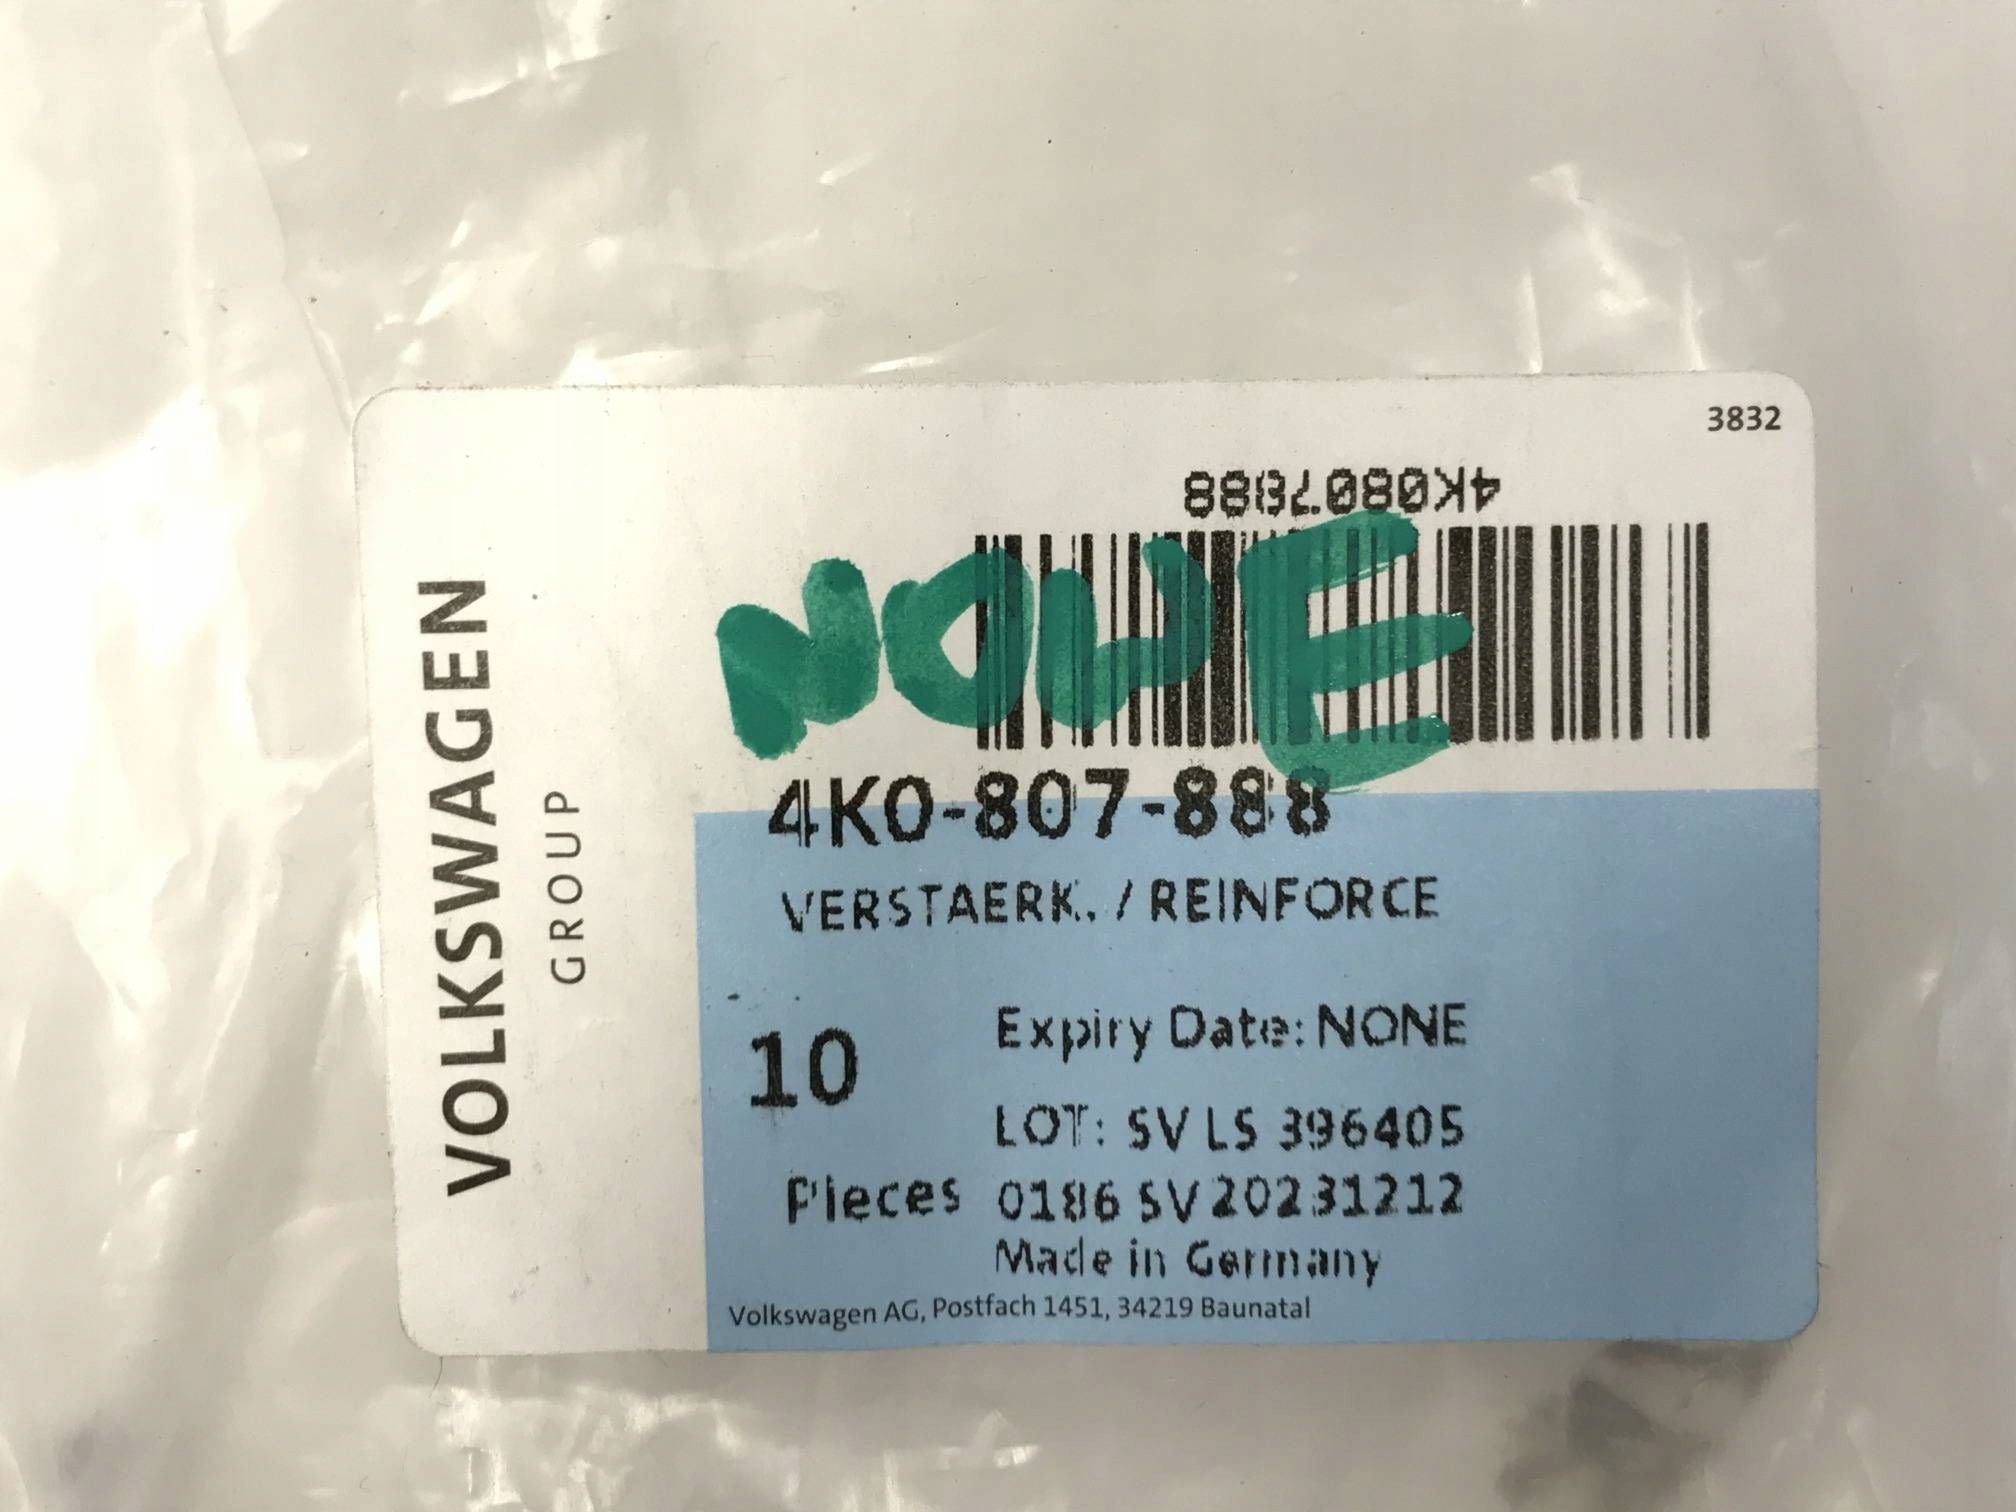 3832
4K0807888
NOWE
4K0-807-888
VERSTAERK. / REINFORCE
10
Pieces
Expiry Date: NONE
LOT: SV LS 396405
0186 SV 20231212
Made in Germany
Volkswagen AG, Postfach 1451, 34219 Baunatal
VOLKSWAGEN
GROUP